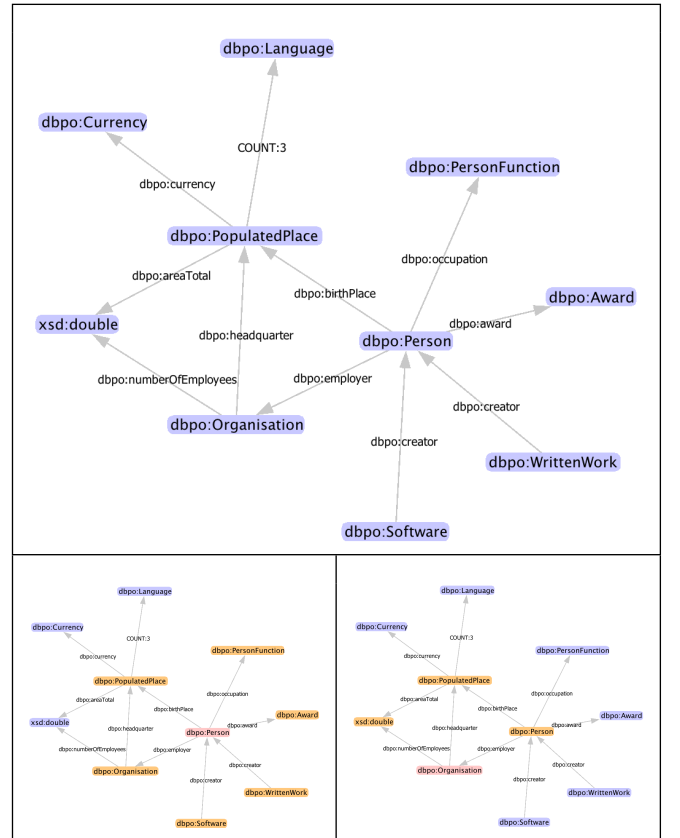 dbpo:Language
dbpo:Currency
COUNT:3
dbpo:PersonFunction
dbpo:currency
dbpo:PopulatedPlace
dbpo:occupation
dbpo:areaTotal
dbpo:birthPlace
dbpo:Award
xsd:double
dbpo:award
dbpo:headquarter
dbpo:Person
dbpo:numberOfEmployees
dbpo:employer
dbpo:creator
dbpo:Organisation
dbpo:creator
dbpo:WrittenWork
dbpo:Software
dbpo:Language
dbpo:Currency
COUNT:3
dbpo:PersonFunction
dbpo:currency
dbpo:PopulatedPlace
dbpo:occupation
dbpo:areaTotal
dbpo:birthPlace
dbpo:Award
xsd:double
dbpo:award
dbpo:headquarter
dbpo:Person
dbpo:numberOfEmployees
dbpo:employer
dbpo:creator
dbpo:Organisation
dbpo:creator
dbpo:WrittenWork
dbpo:Software
dbpo:Language
dbpo:Currency
COUNT:3
dbpo:PersonFunction
dbpo:currency
dbpo:PopulatedPlace
dbpo:occupation
dbpo:areaTotal
dbpo:birthPlace
dbpo:Award
xsd:double
dbpo:award
dbpo:headquarter
dbpo:Person
dbpo:numberOfEmployees
dbpo:employer
dbpo:creator
dbpo:Organisation
dbpo:creator
dbpo:WrittenWork
dbpo:Software